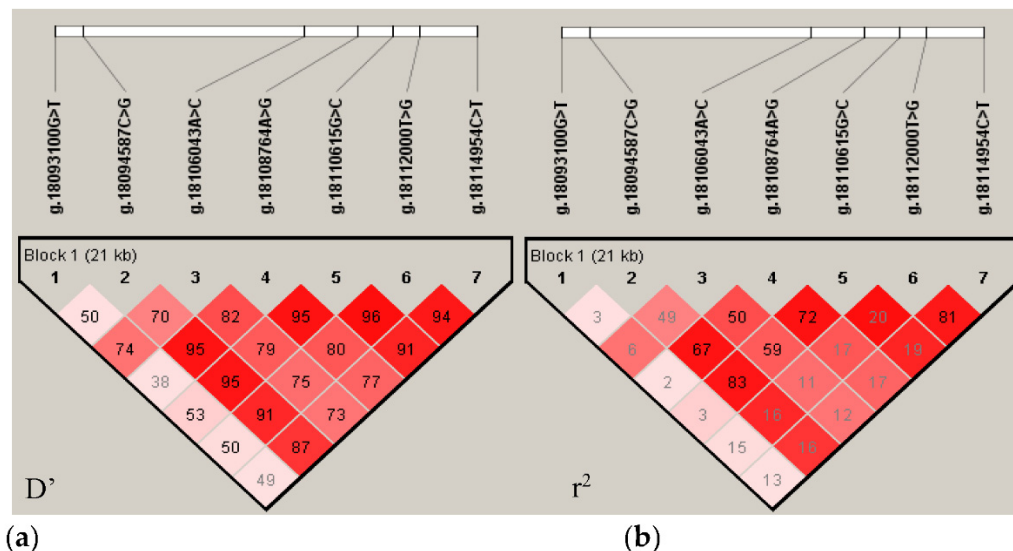 g.18093100G>T
g.18094587C>G
g.18106043A>C
g.18108764A>G
g.18110615G>C
g.18112000T>G
g.18114954C>T
Block 1 (21 kb)
1 2 3 4 5 6 7
50 70 82 95 96 94
74 95 79 80 91
38 95 75 77
53 91 73
50 87
49
D’
(a)
g.18093100G>T
g.18094587C>G
g.18106043A>C
g.18108764A>G
g.18110615G>C
g.18112000T>G
g.18114954C>T
Block 1 (21 kb)
1 2 3 4 5 6 7
3 49 50 72 20 81
6 67 59 17 19
2 83 11 17
3 16 12
15 16
13
r²
(b)